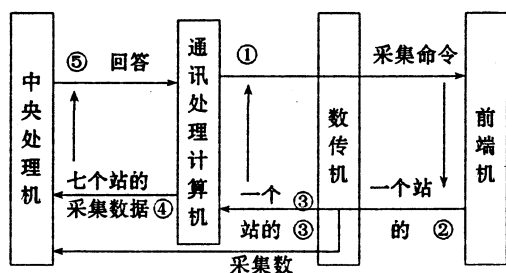 中央处理机
⑤ 回答
通讯处理计算机
①
采集命令
数传机
前端机
七个站的
采集数据④
一个③
站的③
一个站
的②
采集数